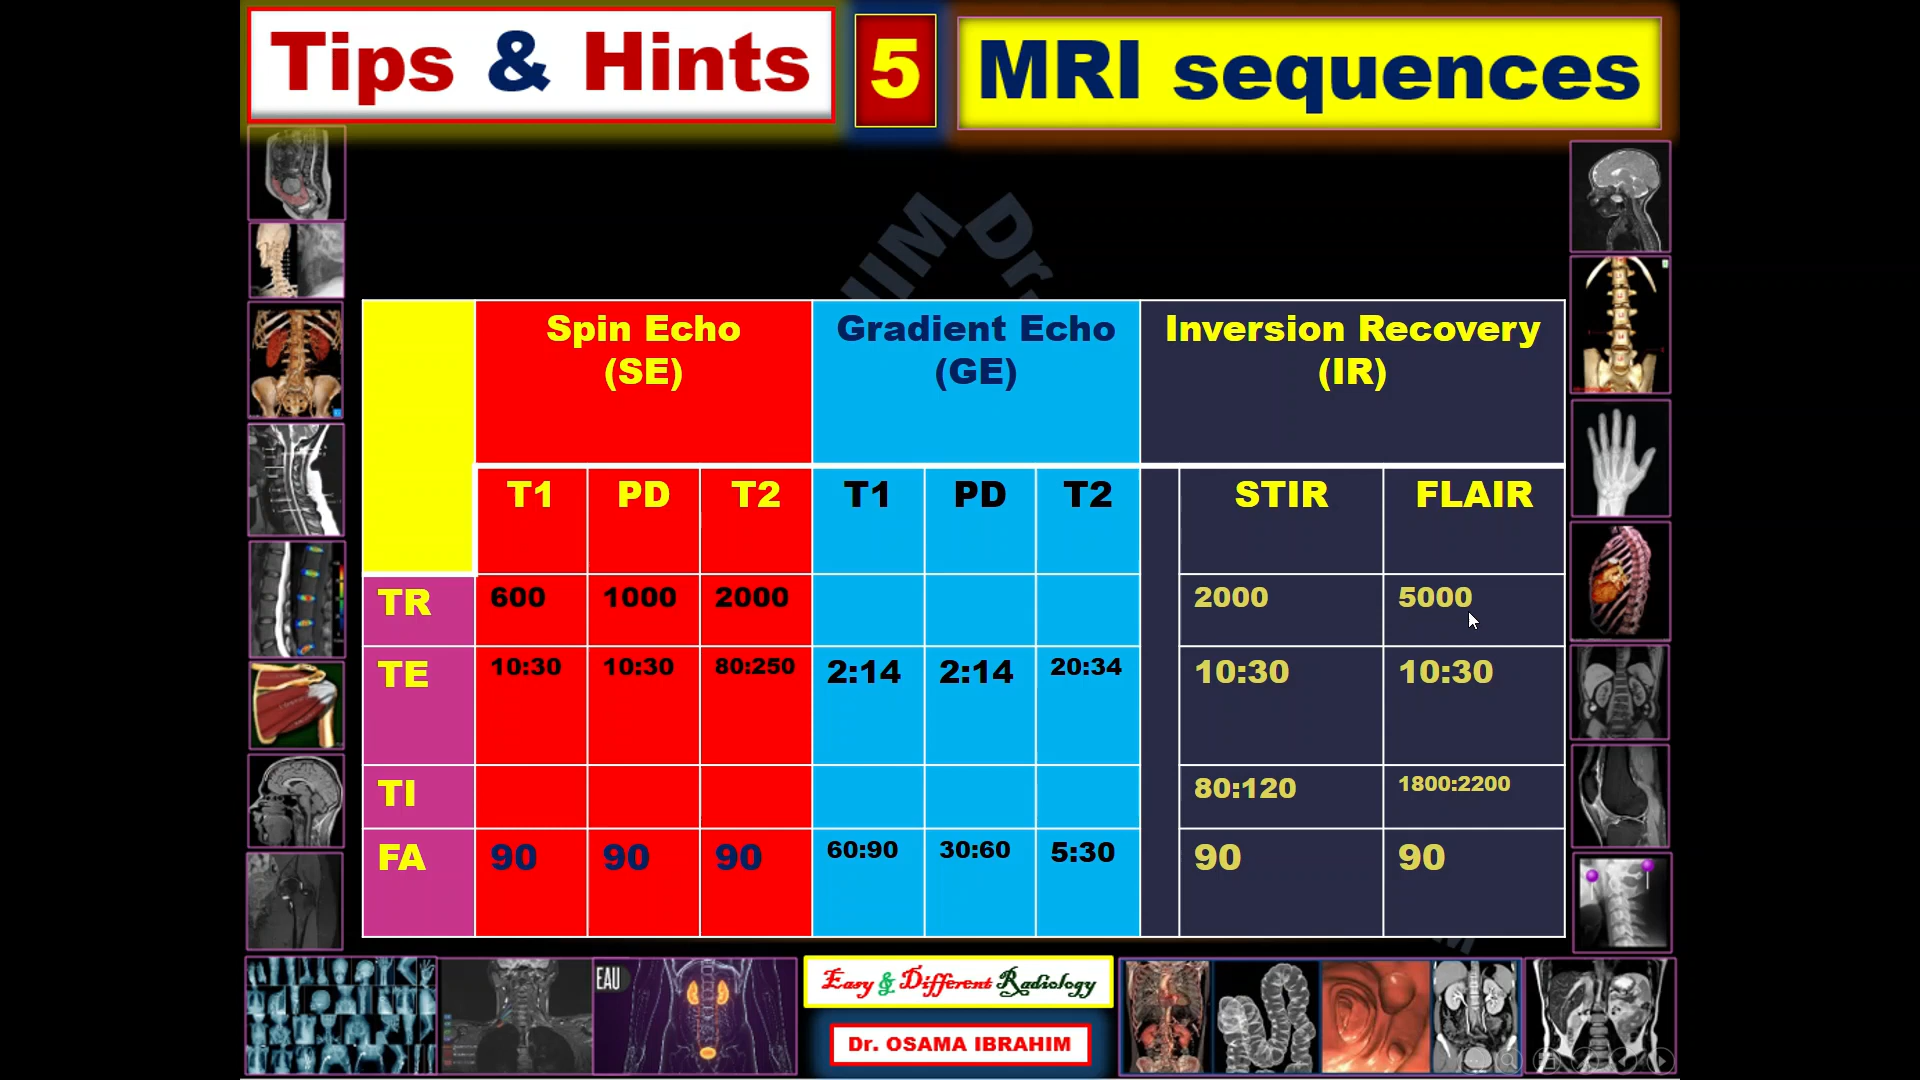 Tips & Hints
5
MRI sequences
Spin Echo
(SE)
Gradient Echo
(GE)
Inversion Recovery
(IR)
T1 PD T2 T1 PD T2 STIR FLAIR
TR 600 1000 2000 2000 5000
TE 10:30 10:30 80:250 2:14 2:14 20:34 10:30 10:30
TI 80:120 1800:2200
FA 90 90 90 60:90 30:60 5:30 90 90
EAU
Easy & Different Radiology
Dr. OSAMA IBRAHIM